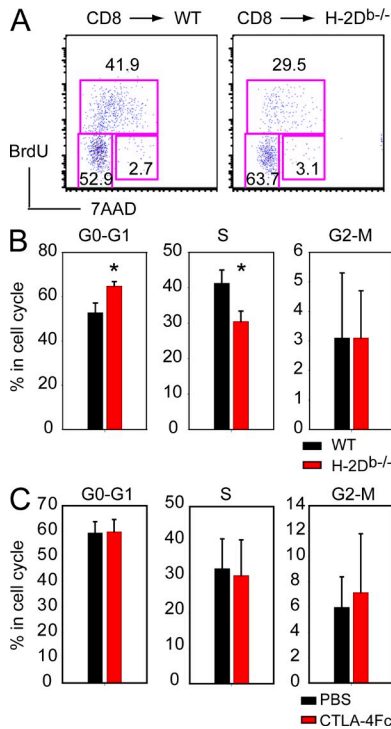 A
CD8 → WT
CD8 → H-2Db-/-
41.9
29.5
BrdU
2.7
3.1
52.9
63.7
7AAD
B
G0-G1
S
G2-M
% in cell cycle
80
60
40
20
0
*
50
40
30
20
10
0
*
6
5
4
3
2
1
0
WT
H-2Db-/-
C
G0-G1
S
G2-M
% in cell cycle
70
60
50
40
30
20
10
0
50
40
30
20
10
0
14
12
10
8
6
4
2
0
PBS
CTLA-4Fc